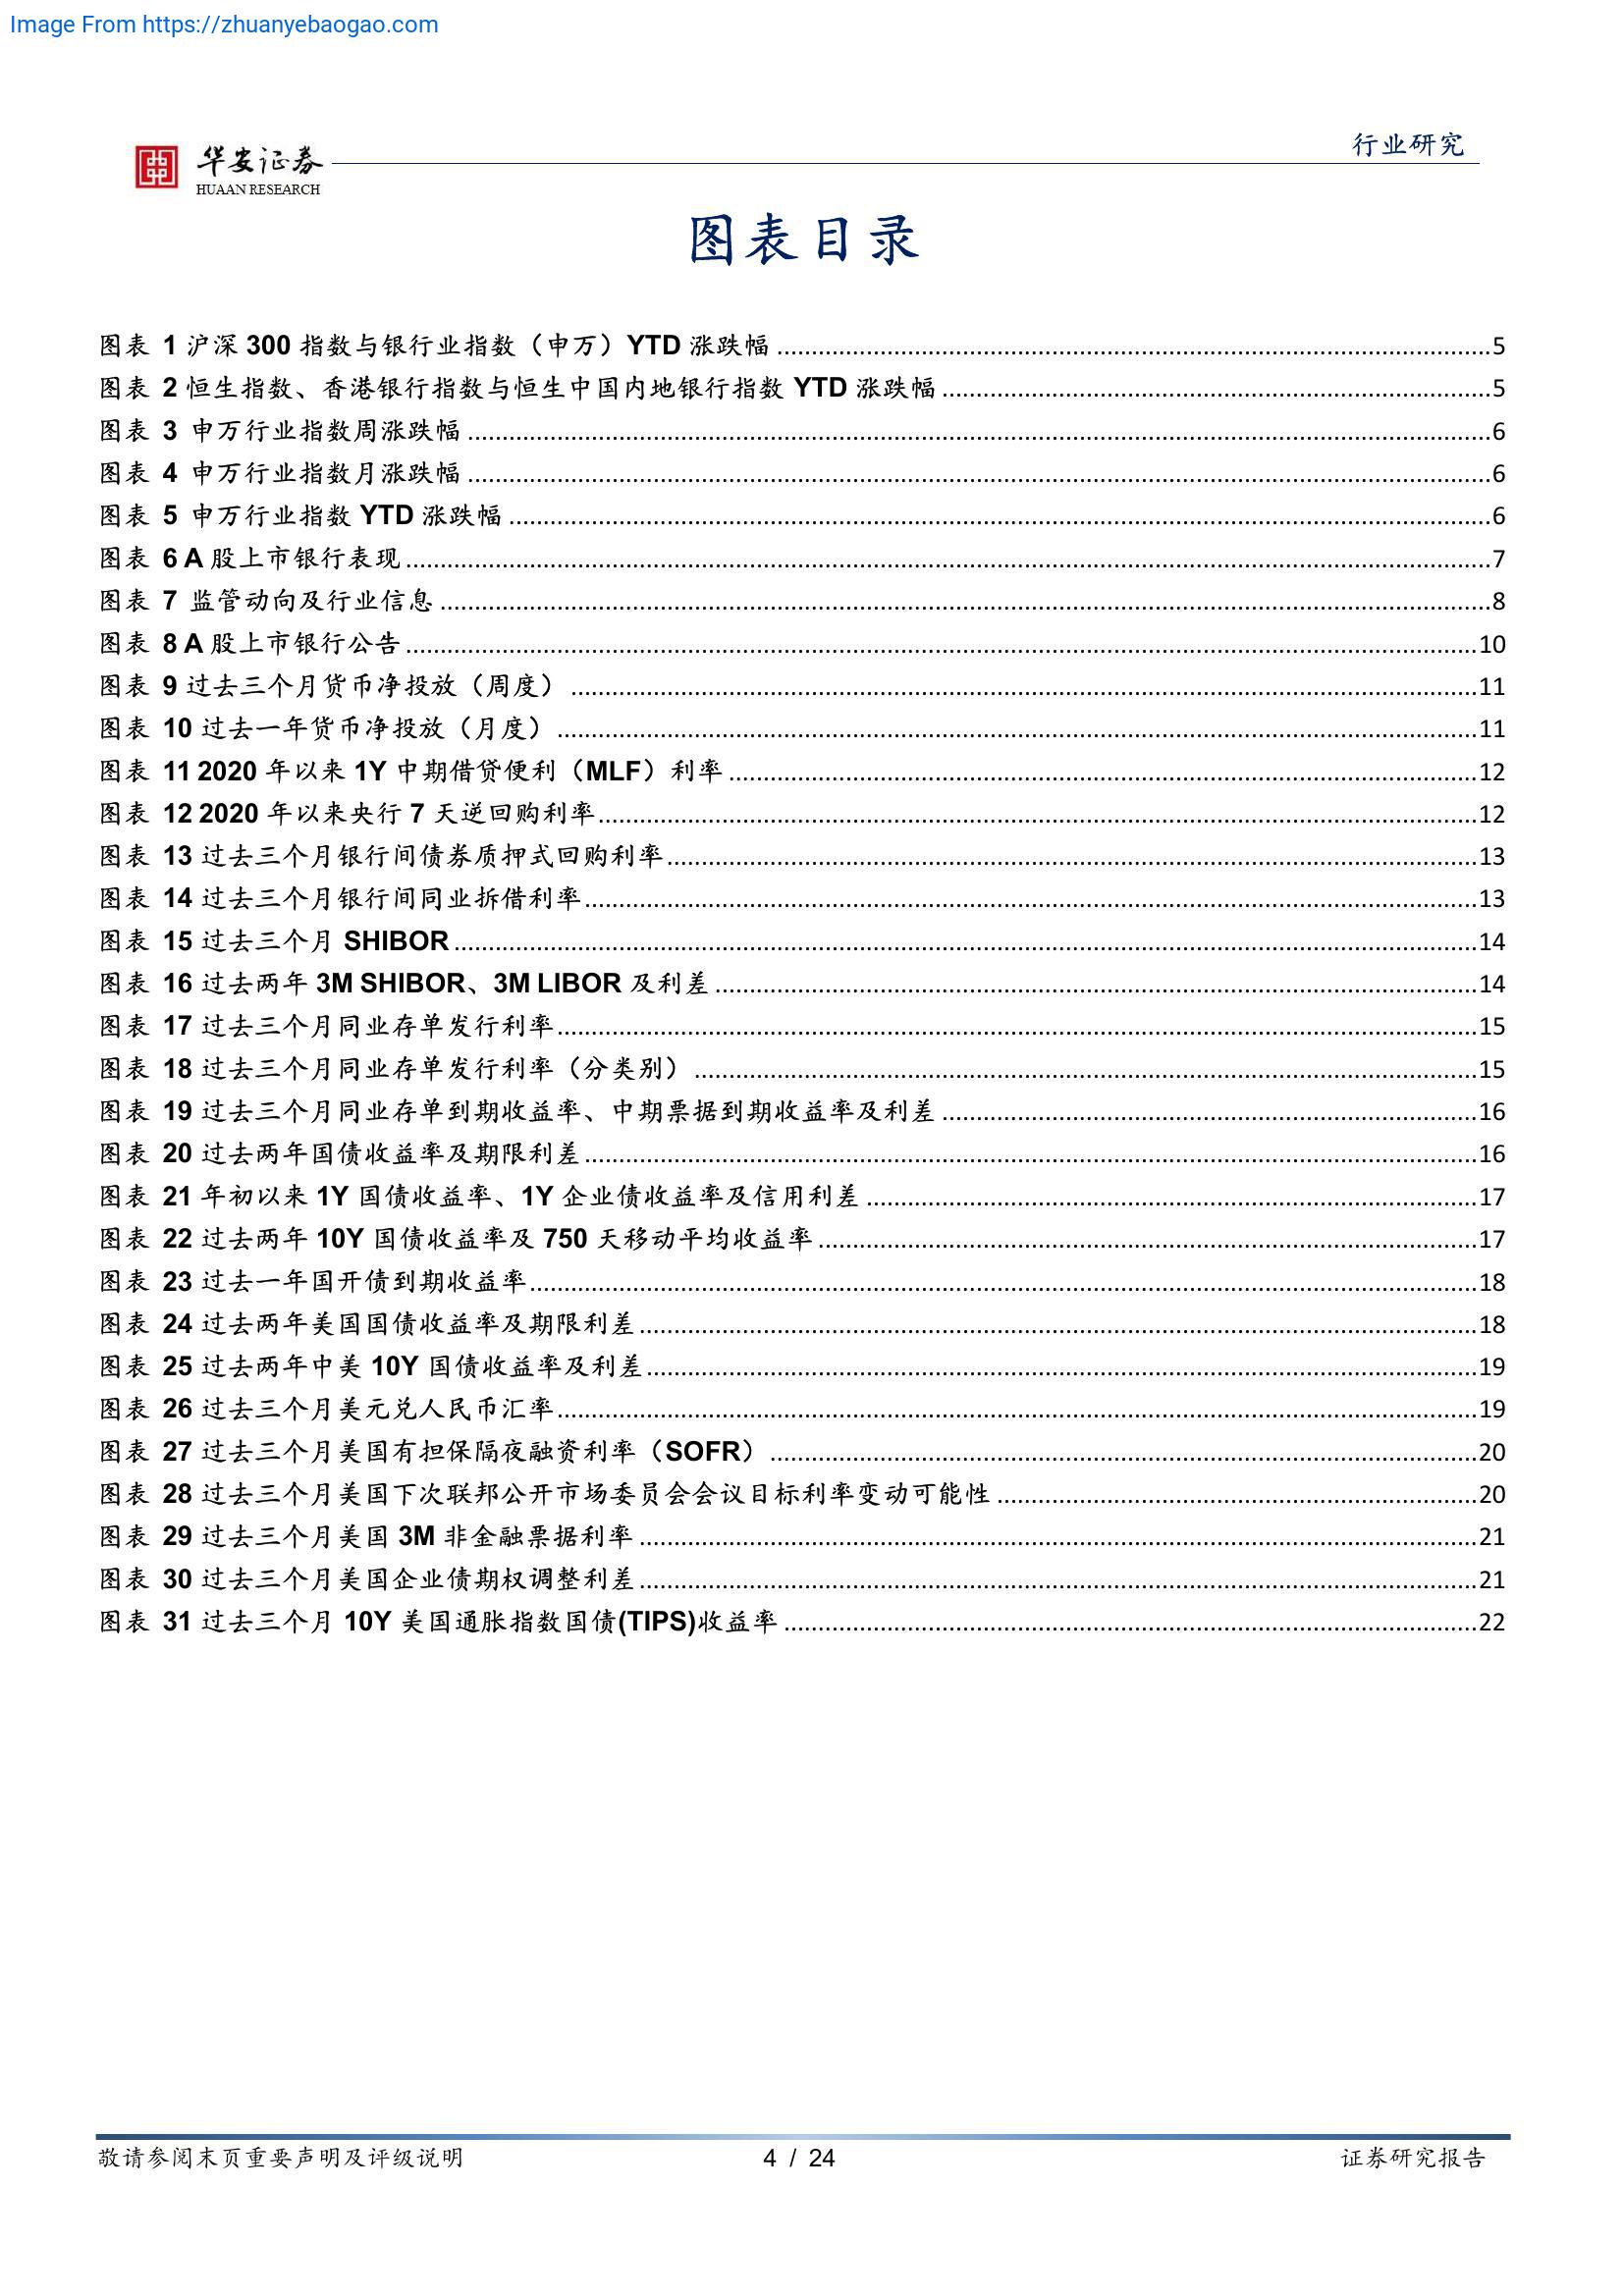 Image From https://zhuanyebaogao.com
行业研究
华安证券
HUAAN RESEARCH
图表目录
图表 1 沪深 300 指数与银行业指数（申万）YTD 涨跌幅 ........ 5
图表 2 恒生指数、香港银行指数与恒生中国内地银行指数 YTD 涨跌幅 ........ 5
图表 3 申万行业指数周涨跌幅 ........ 6
图表 4 申万行业指数月涨跌幅 ........ 6
图表 5 申万行业指数 YTD 涨跌幅 ........ 6
图表 6 A 股上市银行表现 ........ 7
图表 7 监管动向及行业信息 ........ 8
图表 8 A 股上市银行公告 ........ 10
图表 9 过去三个月货币净投放（周度） ........ 11
图表 10 过去一年货币净投放（月度） ........ 11
图表 11 2020 年以来 1Y 中期借贷便利（MLF）利率 ........ 12
图表 12 2020 年以来央行 7 天逆回购利率 ........ 12
图表 13 过去三个月银行间债券质押式回购利率 ........ 13
图表 14 过去三个月银行间同业拆借利率 ........ 13
图表 15 过去三个月 SHIBOR ........ 14
图表 16 过去两年 3M SHIBOR、3M LIBOR 及利差 ........ 14
图表 17 过去三个月同业存单发行利率 ........ 15
图表 18 过去三个月同业存单发行利率（分类别） ........ 15
图表 19 过去三个月同业存单到期收益率、中期票据到期收益率及利差 ........ 16
图表 20 过去两年国债收益率及期限利差 ........ 16
图表 21 年初以来 1Y 国债收益率、1Y 企业债收益率及信用利差 ........ 17
图表 22 过去两年 10Y 国债收益率及 750 天移动平均收益率 ........ 17
图表 23 过去一年国开债到期收益率 ........ 18
图表 24 过去两年美国国债收益率及期限利差 ........ 18
图表 25 过去两年中美 10Y 国债收益率及利差 ........ 19
图表 26 过去三个月美元兑人民币汇率 ........ 19
图表 27 过去三个月美国有担保隔夜融资利率（SOFR） ........ 20
图表 28 过去三个月美国下次联邦公开市场委员会会议目标利率变动可能性 ........ 20
图表 29 过去三个月美国 3M 非金融票据利率 ........ 21
图表 30 过去三个月美国企业债期权调整利差 ........ 21
图表 31 过去三个月 10Y 美国通胀指数国债(TIPS)收益率 ........ 22
敬请参阅末页重要声明及评级说明
4 / 24
证券研究报告